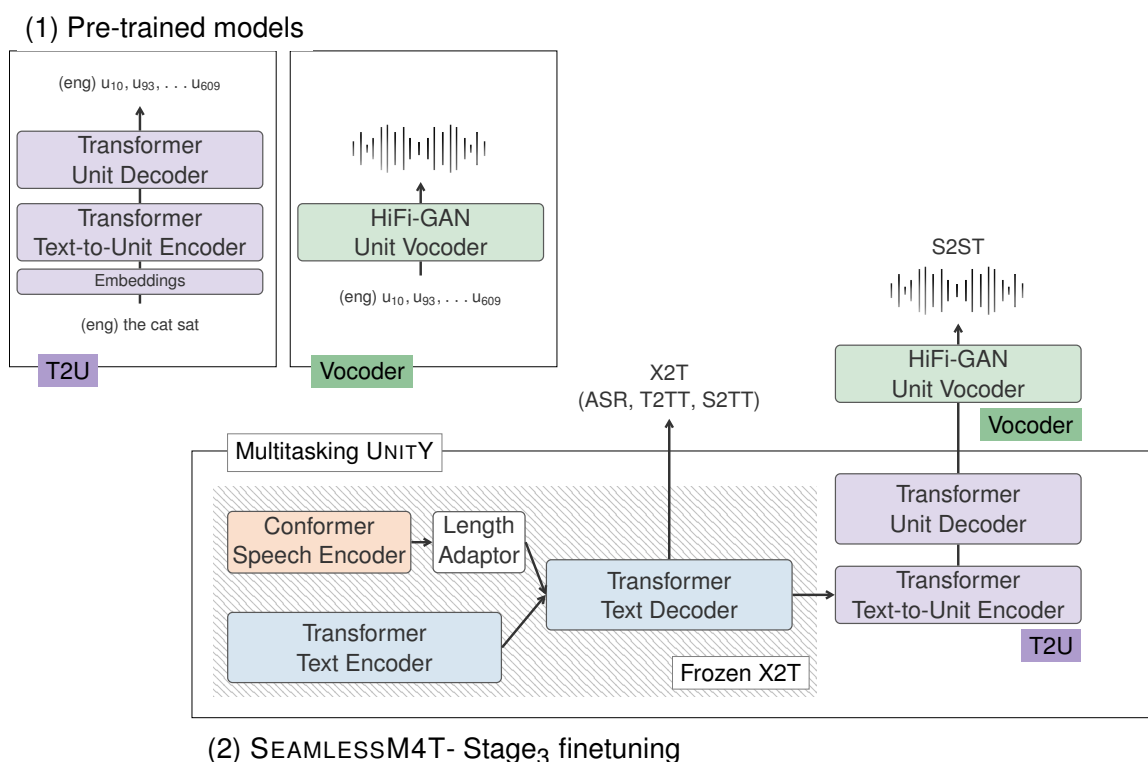 (1) Pre-trained models
(eng) u₁₀, u₉₃, . . . u₆₀₉
Transformer
Unit Decoder
Transformer
Text-to-Unit Encoder
Embeddings
(eng) the cat sat
T2U
HiFi-GAN
Unit Vocoder
(eng) u₁₀, u₉₃, . . . u₆₀₉
Vocoder
S2ST
HiFi-GAN
Unit Vocoder
Vocoder
X2T
(ASR, T2TT, S2TT)
Multitasking UNITY
Conformer
Speech Encoder
Length
Adaptor
Transformer
Text Encoder
Transformer
Text Decoder
Frozen X2T
Transformer
Unit Decoder
Transformer
Text-to-Unit Encoder
T2U
(2) SEAMLESSM4T- Stage₃ finetuning